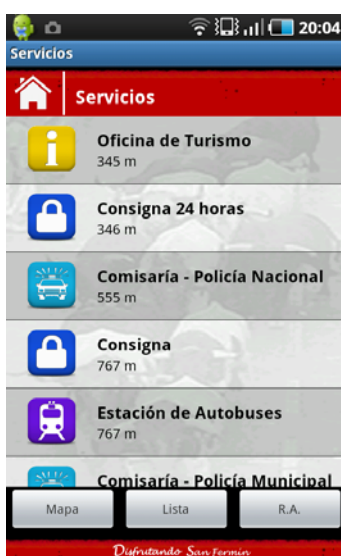 20:04
Servicios
Servicios
Oficina de Turismo
345 m
Consigna 24 horas
346 m
Comisaría - Policía Nacional
555 m
Consigna
767 m
Estación de Autobuses
767 m
Comisaría - Policía Municipal
Mapa Lista R.A.
Disfrutando San Fermin